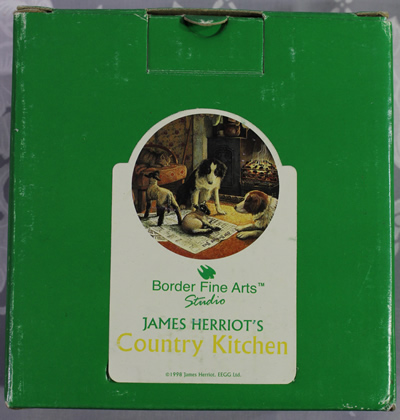 Border Fine Arts™
Studio
JAMES HERRIOT'S
Country Kitchen
©1998 James Herriot. EFGG Ltd.